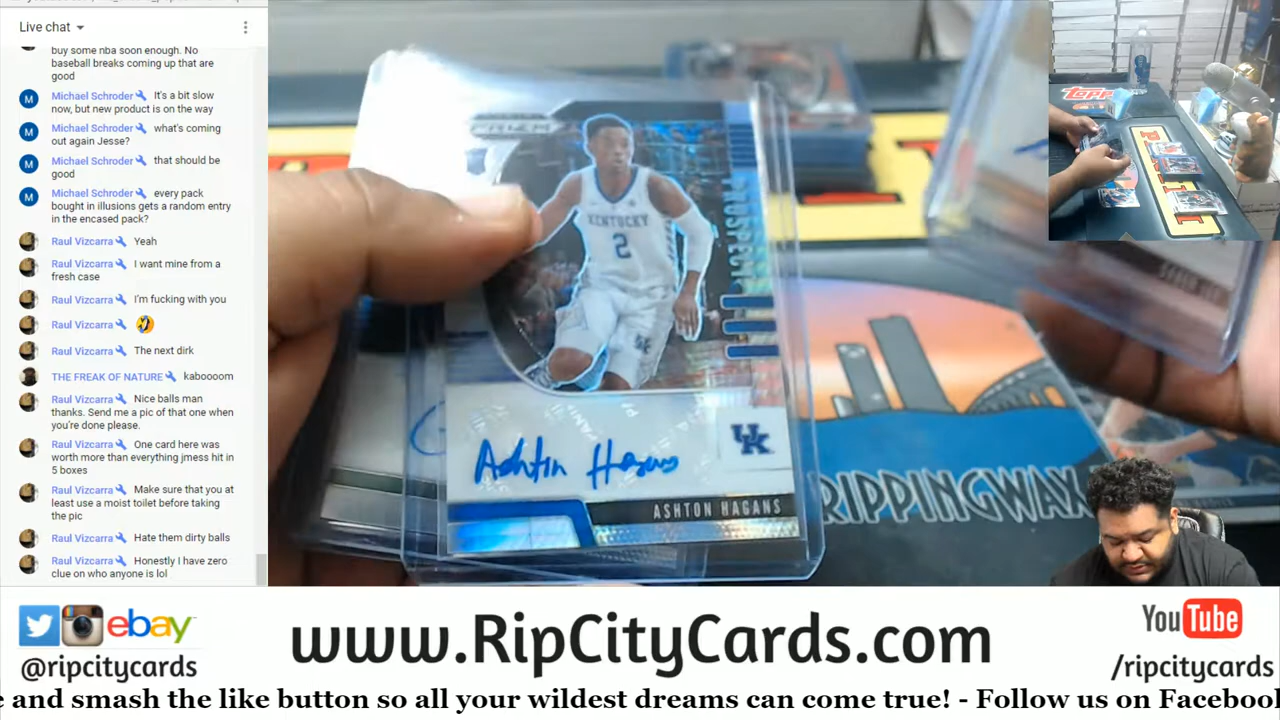 Live chat
buy some nba soon enough. No
baseball breaks coming up that are
good
M Michael Schroder It's a bit slow
now, but new product is on the way
M Michael Schroder what's coming
out again Jesse?
M Michael Schroder that should be
good
M Michael Schroder every pack
bought in illusions gets a random entry
in the encased pack?
Raul Vizcarra Yeah
Raul Vizcarra I want mine from a
fresh case
Raul Vizcarra I'm fucking with you
Raul Vizcarra 🤣
Raul Vizcarra The next dirk
THE FREAK OF NATURE kaboooom
Raul Vizcarra Nice balls man
thanks. Send me a pic of that one when
you're done please.
Raul Vizcarra One card here was
worth more than everything jmess hit in
5 boxes
Raul Vizcarra Make sure that you at
least use a moist toilet before taking
the pic
Raul Vizcarra Hate them dirty balls
Raul Vizcarra Honestly I have zero
clue on who anyone is lol
PRIZM
KENTUCKY
2
UK
Ashton Hagans
ASHTON HAGANS
RIPPINGWAX
topps
ebay
@ripcitycards
www.RipCityCards.com
YouTube
/ripcitycards
e and smash the like button so all your wildest dreams can come true! - Follow us on Facebook